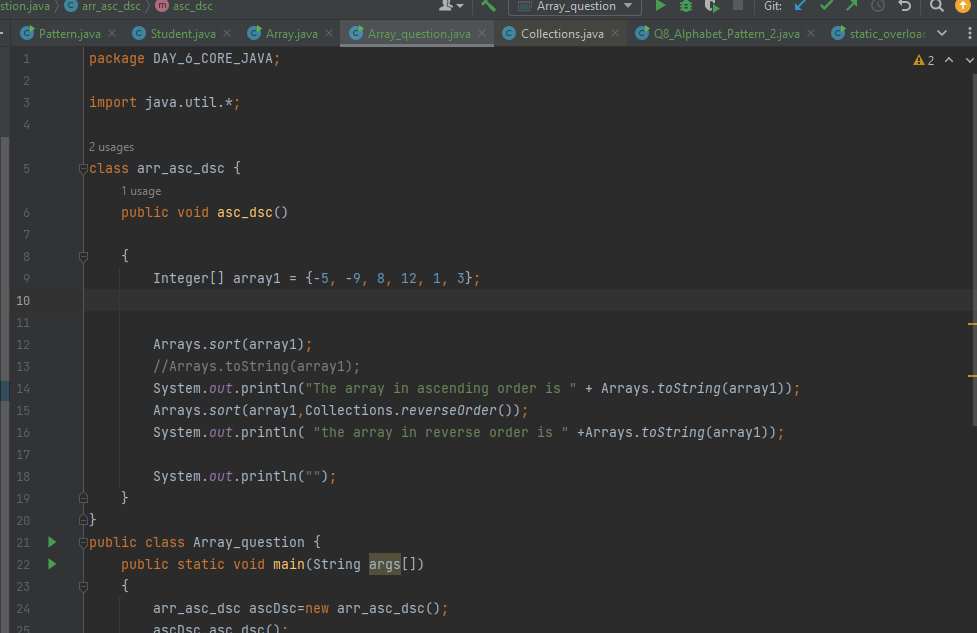 stion.java arr_asc_dsc asc_dsc Array_question Git:
Pattern.java Student.java Array.java Array_question.java Collections.java Q8_Alphabet_Pattern_2.java static_overload
1 package DAY_6_CORE_JAVA;
2
2
3 import java.util.*;
4
2 usages
5 class arr_asc_dsc {
1 usage
6 public void asc_dsc()
7
8 {
9 Integer[] array1 = {-5, -9, 8, 12, 1, 3};
10
11
12 Arrays.sort(array1);
13 //Arrays.toString(array1);
14 System.out.println("The array in ascending order is " + Arrays.toString(array1));
15 Arrays.sort(array1,Collections.reverseOrder());
16 System.out.println( "the array in reverse order is " +Arrays.toString(array1));
17
18 System.out.println("");
19 }
20 }
21 public class Array_question {
22 public static void main(String args[])
23 {
24 arr_asc_dsc ascDsc=new arr_asc_dsc();
25 ascDsc.asc_dsc();